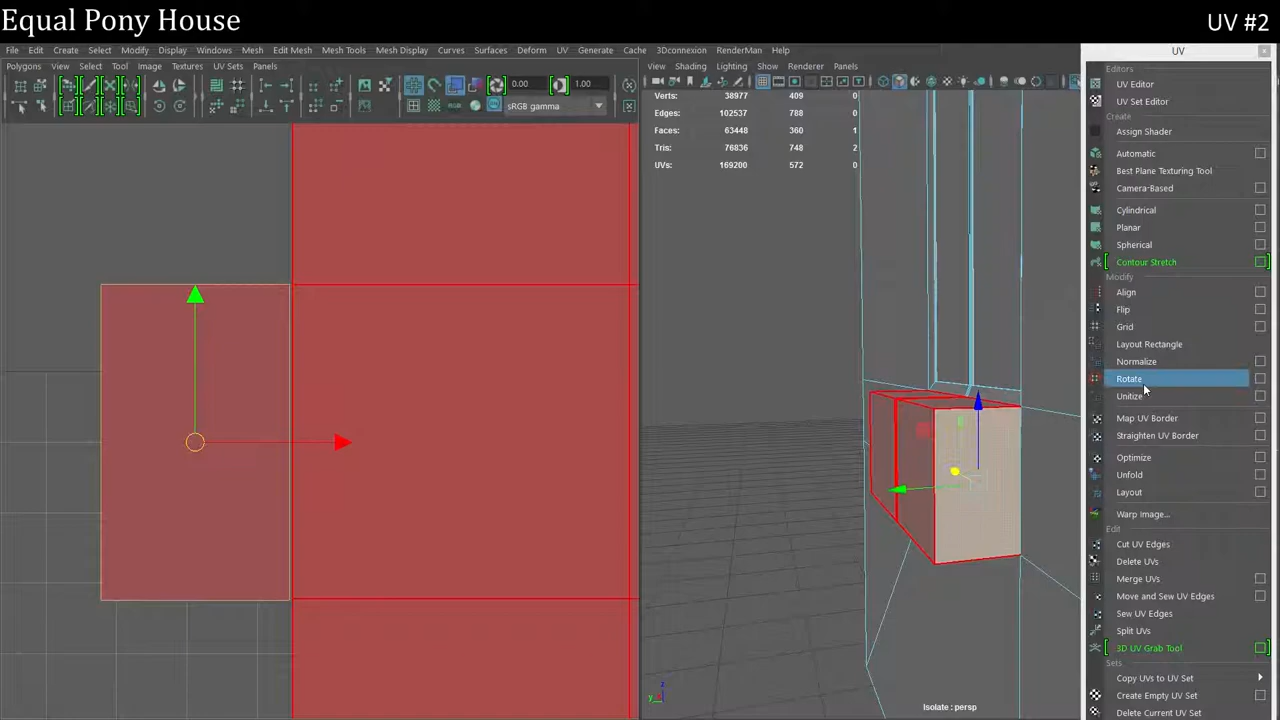 Equal Pony House
UV #2
File Edit Create Select Modify Display Windows Mesh Edit Mesh Mesh Tools Mesh Display Curves Surfaces Deform UV Generate Cache 3Dconnexion RenderMan Help
UV
Polygons View Select Tool Image Textures UV Sets Panels
View Shading Lighting Show Renderer Panels
0.00
1.00
RGB
sRGB gamma
Verts: 38977 409 0
Edges: 102537 788 0
Faces: 63448 360 1
Tris: 76836 748 2
UVs: 169200 572 0
Editors
UV Editor
UV Set Editor
Create
Assign Shader
Automatic
Best Plane Texturing Tool
Camera-Based
Cylindrical
Planar
Spherical
Contour Stretch
Modify
Align
Flip
Grid
Layout Rectangle
Normalize
Rotate
Unitize
Map UV Border
Straighten UV Border
Optimize
Unfold
Layout
Warp Image...
Edit
Cut UV Edges
Delete UVs
Merge UVs
Move and Sew UV Edges
Sew UV Edges
Split UVs
3D UV Grab Tool
Sets
Copy UVs to UV Set
Create Empty UV Set
Delete Current UV Set
z
y
Isolate : persp